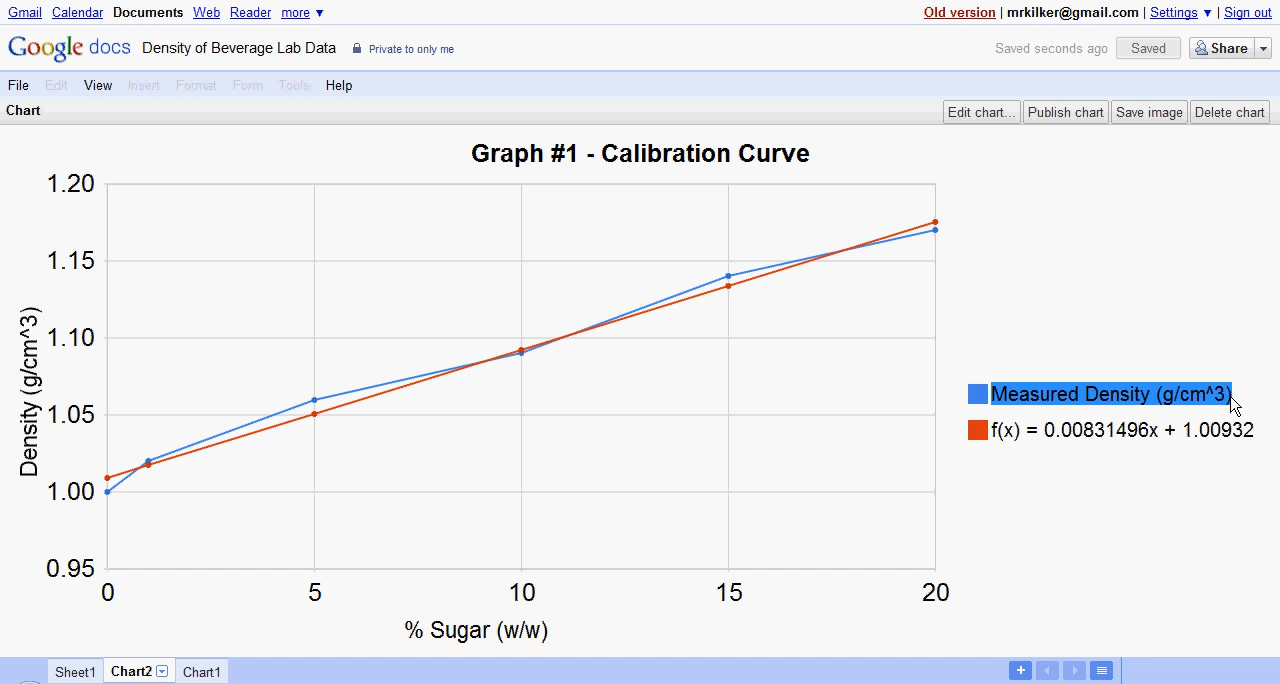 Gmail Calendar Documents Web Reader more ▼ Old version | mrkilker@gmail.com | Settings ▼ | Sign out
Google docs Density of Beverage Lab Data Private to only me Saved seconds ago Saved Share
File Edit View Insert Format Form Tools Help
Chart Edit chart... Publish chart Save image Delete chart
Graph #1 - Calibration Curve
1.20
1.15
1.10
1.05
1.00
0.95
Density (g/cm^3)
0 5 10 15 20
% Sugar (w/w)
Measured Density (g/cm^3)
f(x) = 0.00831496x + 1.00932
Sheet1 Chart2 Chart1